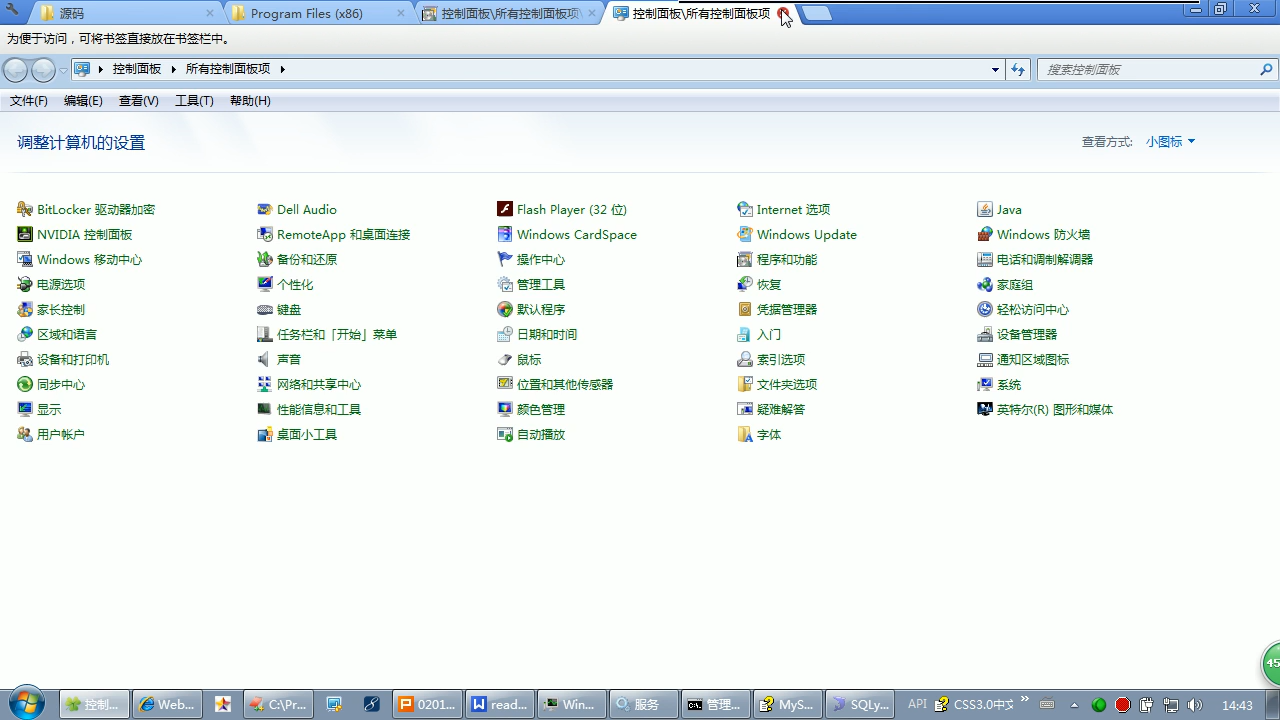 源码
Program Files (x86)
控制面板\所有控制面板项\
控制面板\所有控制面板项
为便于访问，可将书签直接放在书签栏中。
控制面板
所有控制面板项
搜索控制面板
文件(F) 编辑(E) 查看(V) 工具(T) 帮助(H)
调整计算机的设置
查看方式: 小图标
BitLocker 驱动器加密 Dell Audio Flash Player (32 位) Internet 选项 Java
NVIDIA 控制面板 RemoteApp 和桌面连接 Windows CardSpace Windows Update Windows 防火墙
Windows 移动中心 备份和还原 操作中心 程序和功能 电话和调制解调器
电源选项 个性化 管理工具 恢复 家庭组
家长控制 键盘 默认程序 凭据管理器 轻松访问中心
区域和语言 任务栏和「开始」菜单 日期和时间 入门 设备管理器
设备和打印机 声音 鼠标 索引选项 通知区域图标
同步中心 网络和共享中心 位置和其他传感器 文件夹选项 系统
显示 性能信息和工具 颜色管理 疑难解答 英特尔(R) 图形和媒体
用户帐户 桌面小工具 自动播放 字体
45
控制... Web... C:\Pr... 0201... read... Win... 服务 管理... MyS... SQLy... API CSS3.0中文 14:43